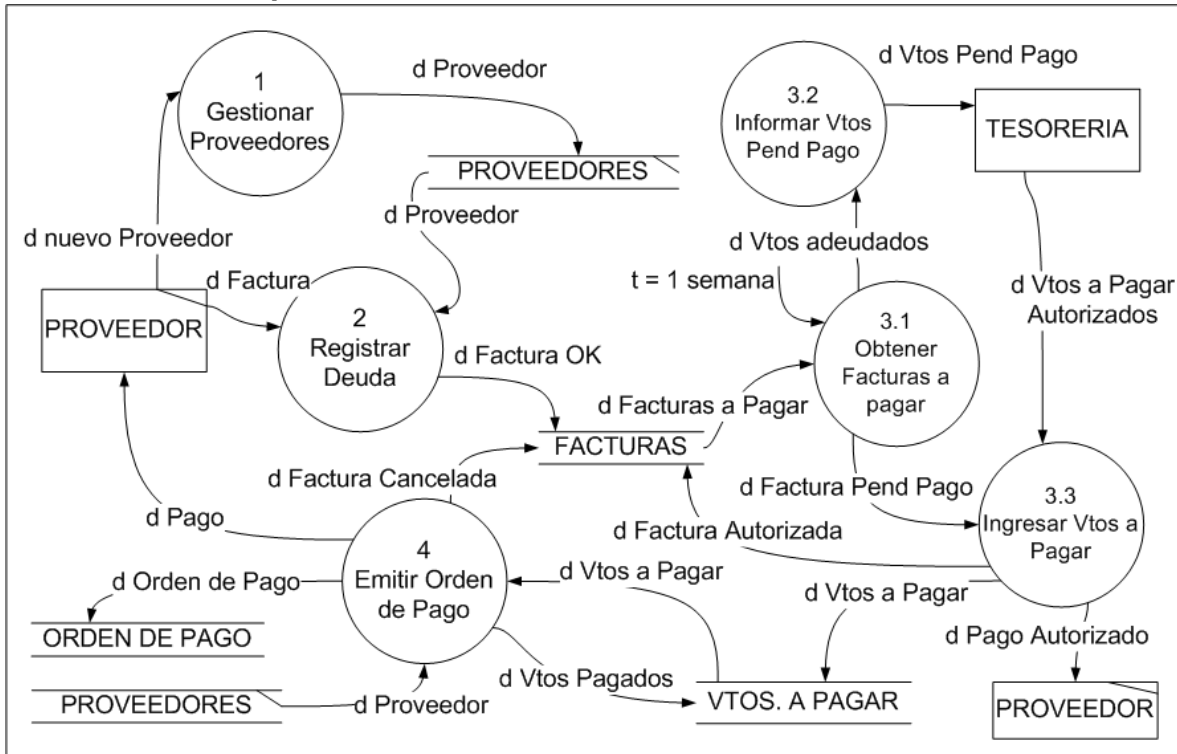 1
Gestionar
Proveedores
d Proveedor
PROVEEDORES
d Proveedor
d nuevo Proveedor
d Factura
PROVEEDOR
2
Registrar
Deuda
d Factura OK
FACTURAS
d Factura Cancelada
d Pago
4
Emitir Orden
de Pago
d Orden de Pago
ORDEN DE PAGO
PROVEEDORES
d Proveedor
d Vtos Pagados
d Vtos a Pagar
VTOS. A PAGAR
3.2
Informar Vtos
Pend Pago
d Vtos Pend Pago
TESORERIA
d Vtos adeudados
t = 1 semana
3.1
Obtener
Facturas a
pagar
d Facturas a Pagar
d Vtos a Pagar
Autorizados
d Factura Pend Pago
d Factura Autorizada
3.3
Ingresar Vtos a
Pagar
d Vtos a Pagar
d Pago Autorizado
PROVEEDOR